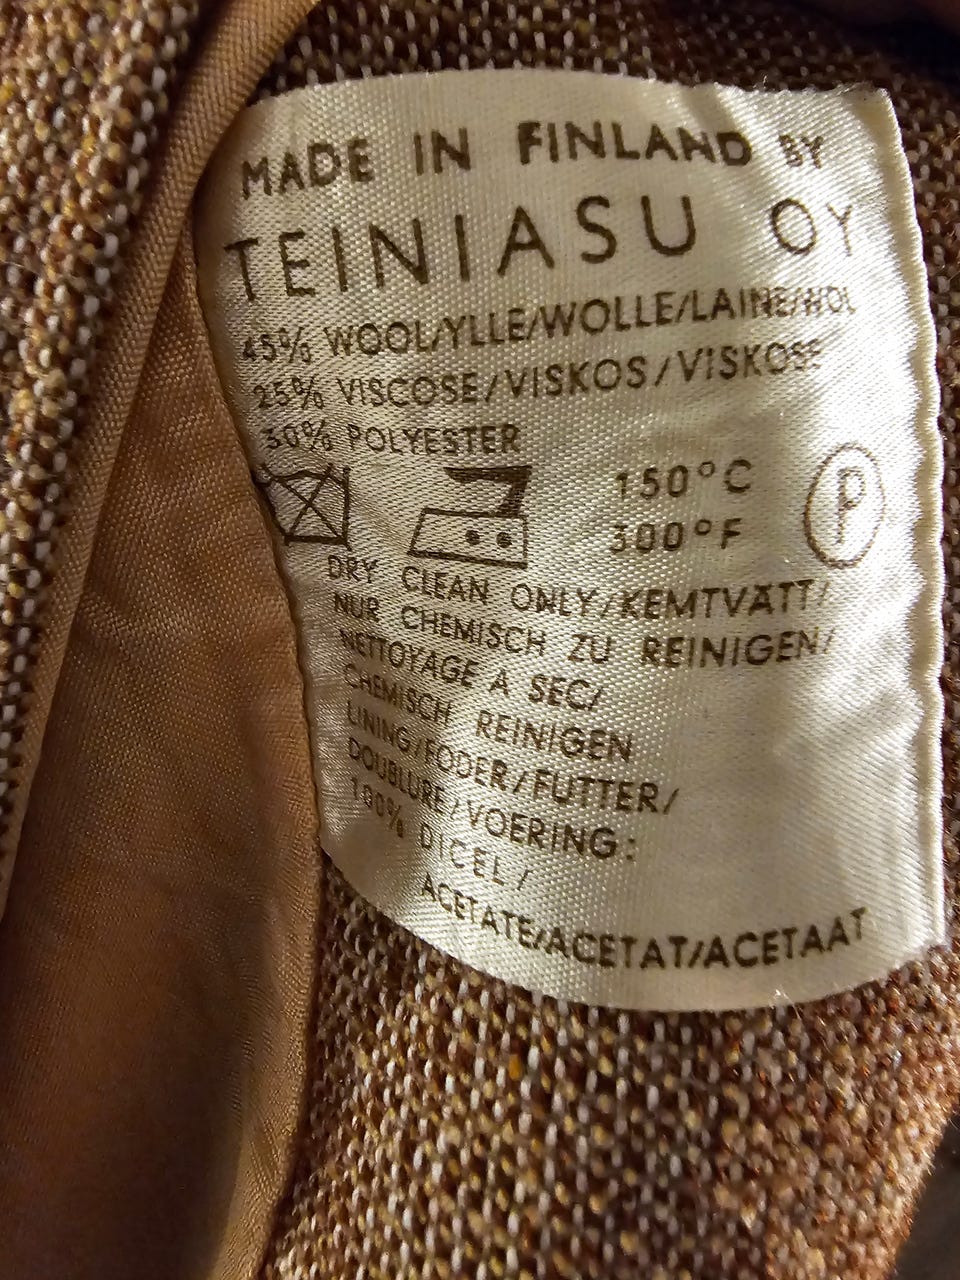 MADE IN FINLAND BY
TEINIASU OY
45% WOOL/YLLE/WOLLE/LAINE/WOL
25% VISCOSE/VISKOS/VISKOSE
30% POLYESTER
150°C P
300°F
DRY CLEAN ONLY/KEMTVÄTT/
NUR CHEMISCH ZU REINIGEN/
NETTOYAGE A SEC/
CHEMISCH REINIGEN
LINING/FODER/FUTTER/
DOUBLURE/VOERING:
100% DICEL/
ACETATE/ACETAT/ACETAAT